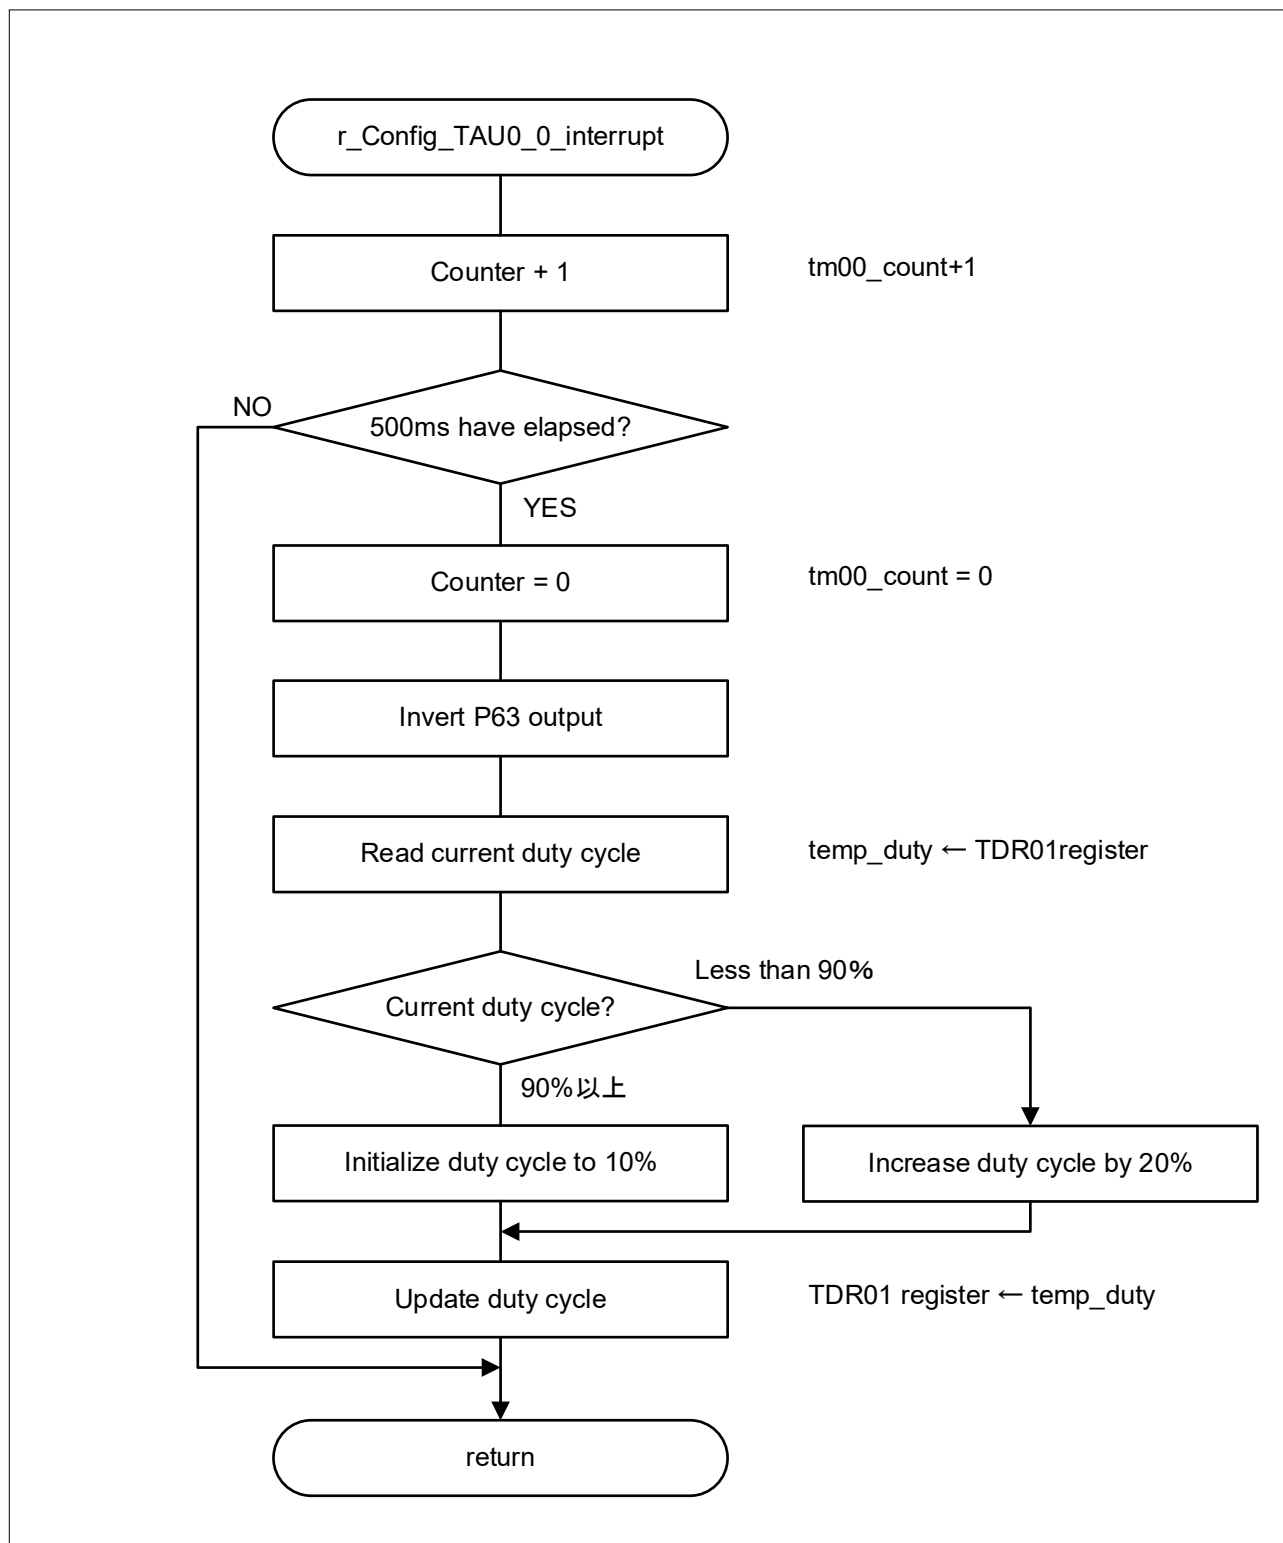 r_Config_TAU0_0_interrupt
Counter + 1
tm00_count+1
NO
500ms have elapsed?
YES
Counter = 0
tm00_count = 0
Invert P63 output
Read current duty cycle
temp_duty ← TDR01register
Less than 90%
Current duty cycle?
90%以上
Initialize duty cycle to 10%
Increase duty cycle by 20%
Update duty cycle
TDR01 register ← temp_duty
return